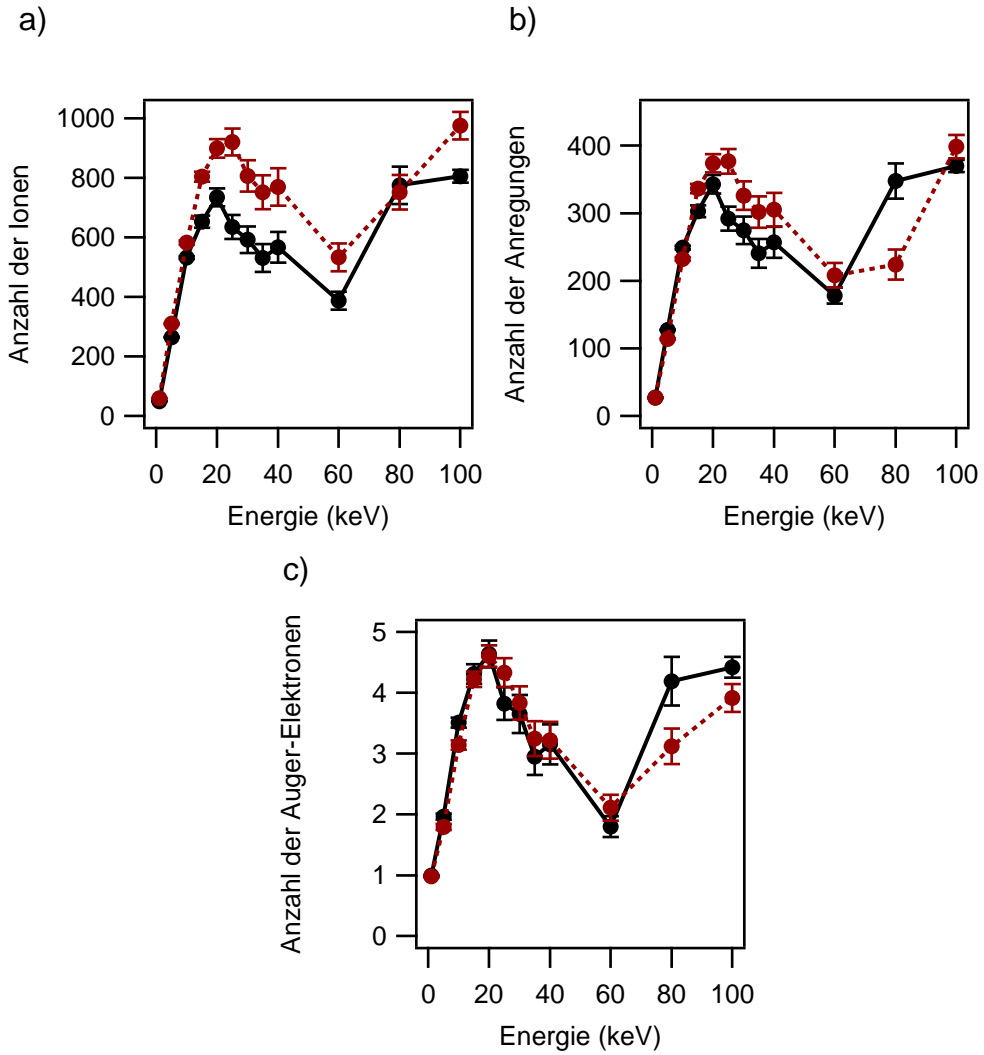 a)
Anzahl der Ionen
1000
800
600
400
200
0
0 20 40 60 80 100
Energie (keV)
b)
Anzahl der Anregungen
400
300
200
100
0
0 20 40 60 80 100
Energie (keV)
c)
Anzahl der Auger-Elektronen
5
4
3
2
1
0
0 20 40 60 80 100
Energie (keV)